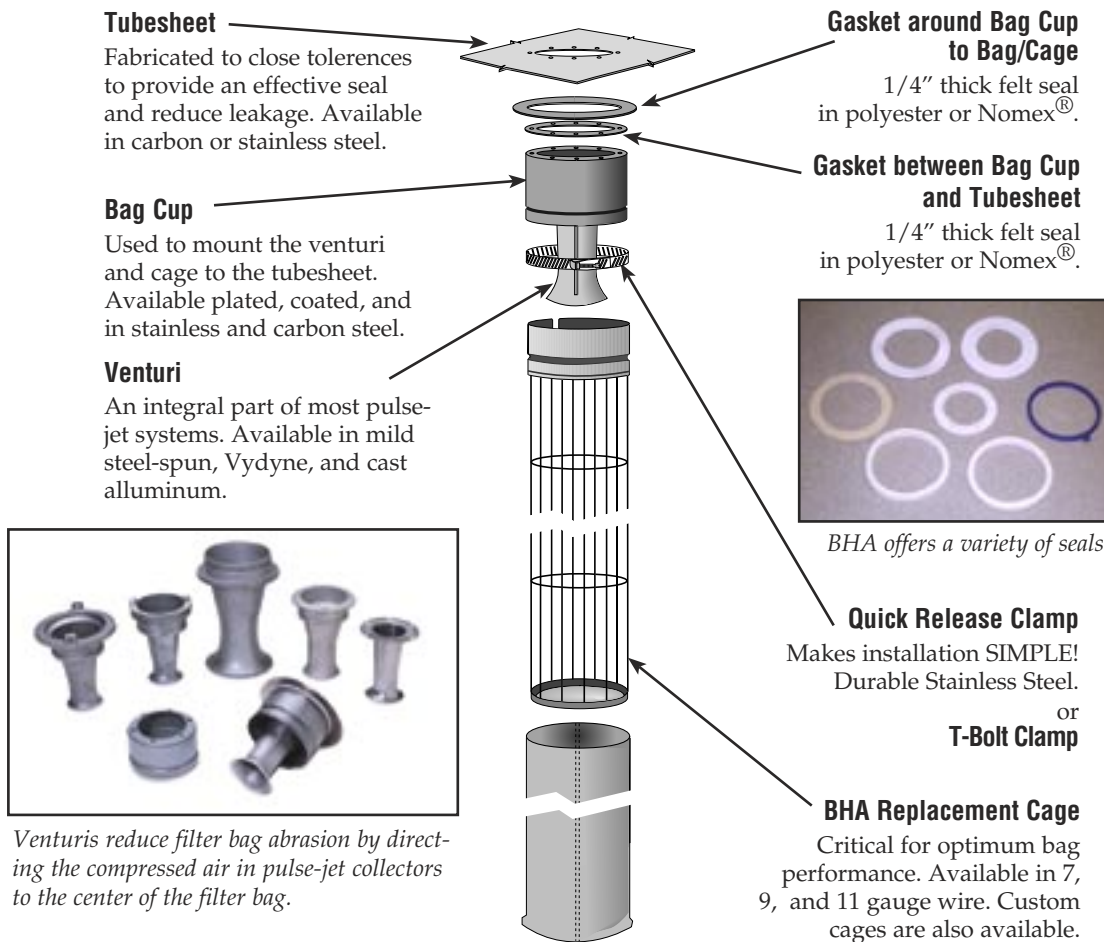 Tubesheet
Fabricated to close tolerences
to provide an effective seal
and reduce leakage. Available
in carbon or stainless steel.
Bag Cup
Used to mount the venturi
and cage to the tubesheet.
Available plated, coated, and
in stainless and carbon steel.
Venturi
An integral part of most pulse-
jet systems. Available in mild
steel-spun, Vydyne, and cast
alluminum.
Venturis reduce filter bag abrasion by direct-
ing the compressed air in pulse-jet collectors
to the center of the filter bag.
Gasket around Bag Cup
to Bag/Cage
1/4″ thick felt seal
in polyester or Nomex®.
Gasket between Bag Cup
and Tubesheet
1/4″ thick felt seal
in polyester or Nomex®.
BHA offers a variety of seals
Quick Release Clamp
Makes installation SIMPLE!
Durable Stainless Steel.
or
T-Bolt Clamp
BHA Replacement Cage
Critical for optimum bag
performance. Available in 7,
9, and 11 gauge wire. Custom
cages are also available.